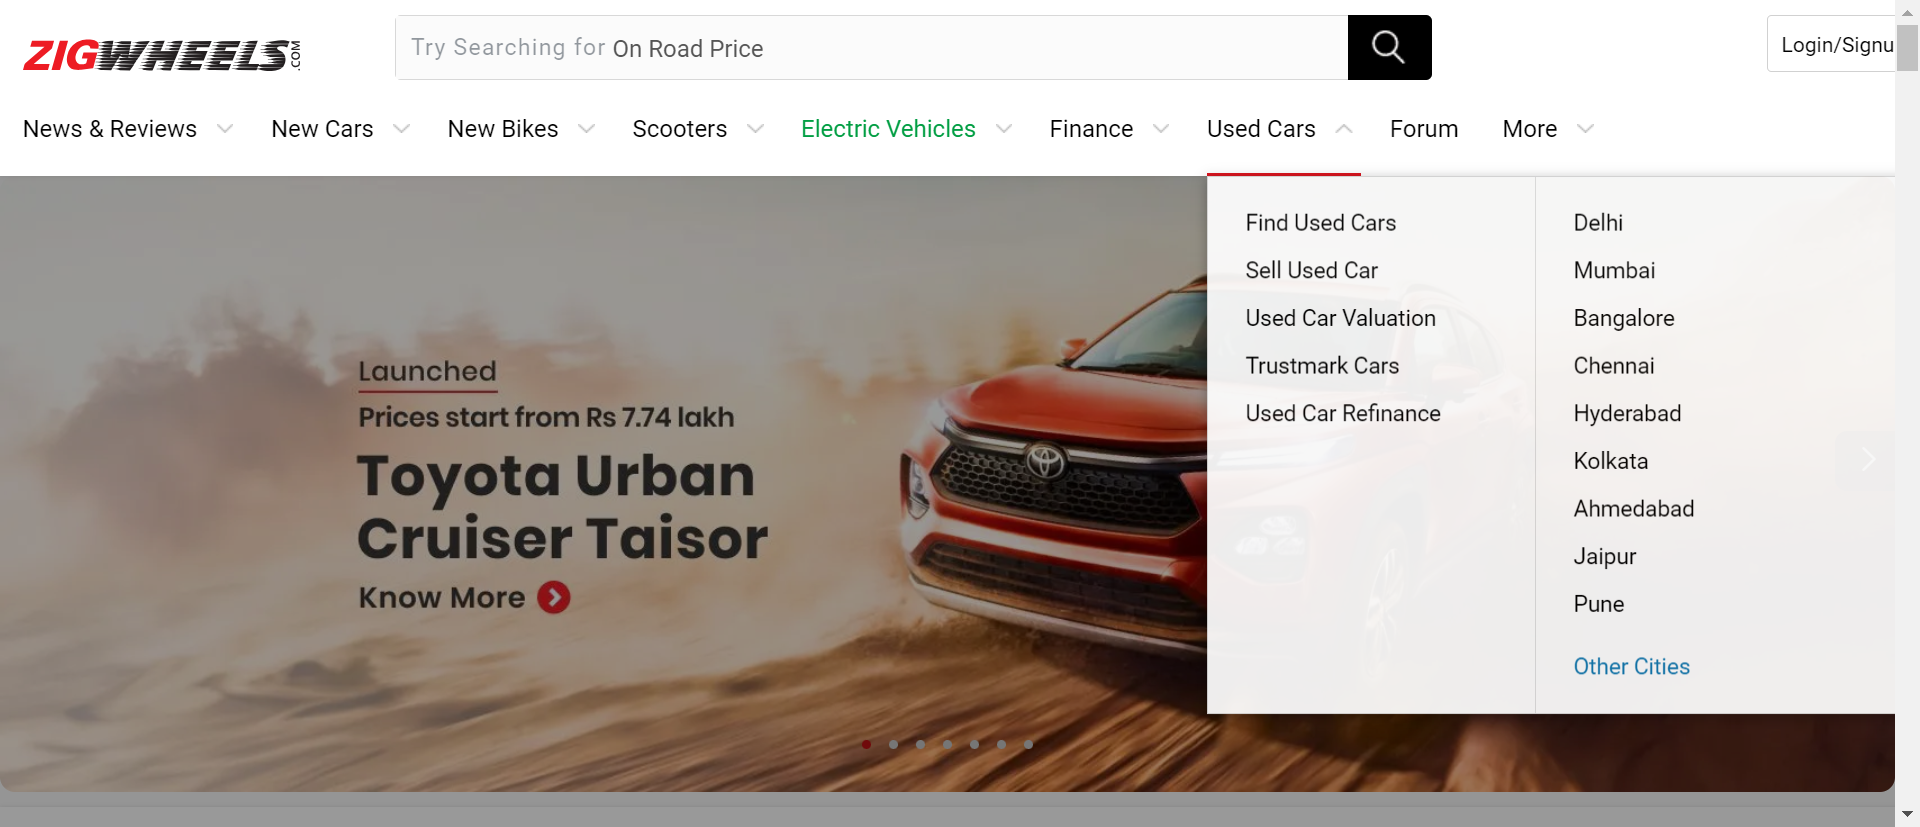 ZIGWHEELS.COM
Try Searching for On Road Price
Login/Signu
News & Reviews
New Cars
New Bikes
Scooters
Electric Vehicles
Finance
Used Cars
Forum
More
Find Used Cars
Sell Used Car
Used Car Valuation
Trustmark Cars
Used Car Refinance
Delhi
Mumbai
Bangalore
Chennai
Hyderabad
Kolkata
Ahmedabad
Jaipur
Pune
Other Cities
Launched
Prices start from Rs 7.74 lakh
Toyota Urban
Cruiser Taisor
Know More